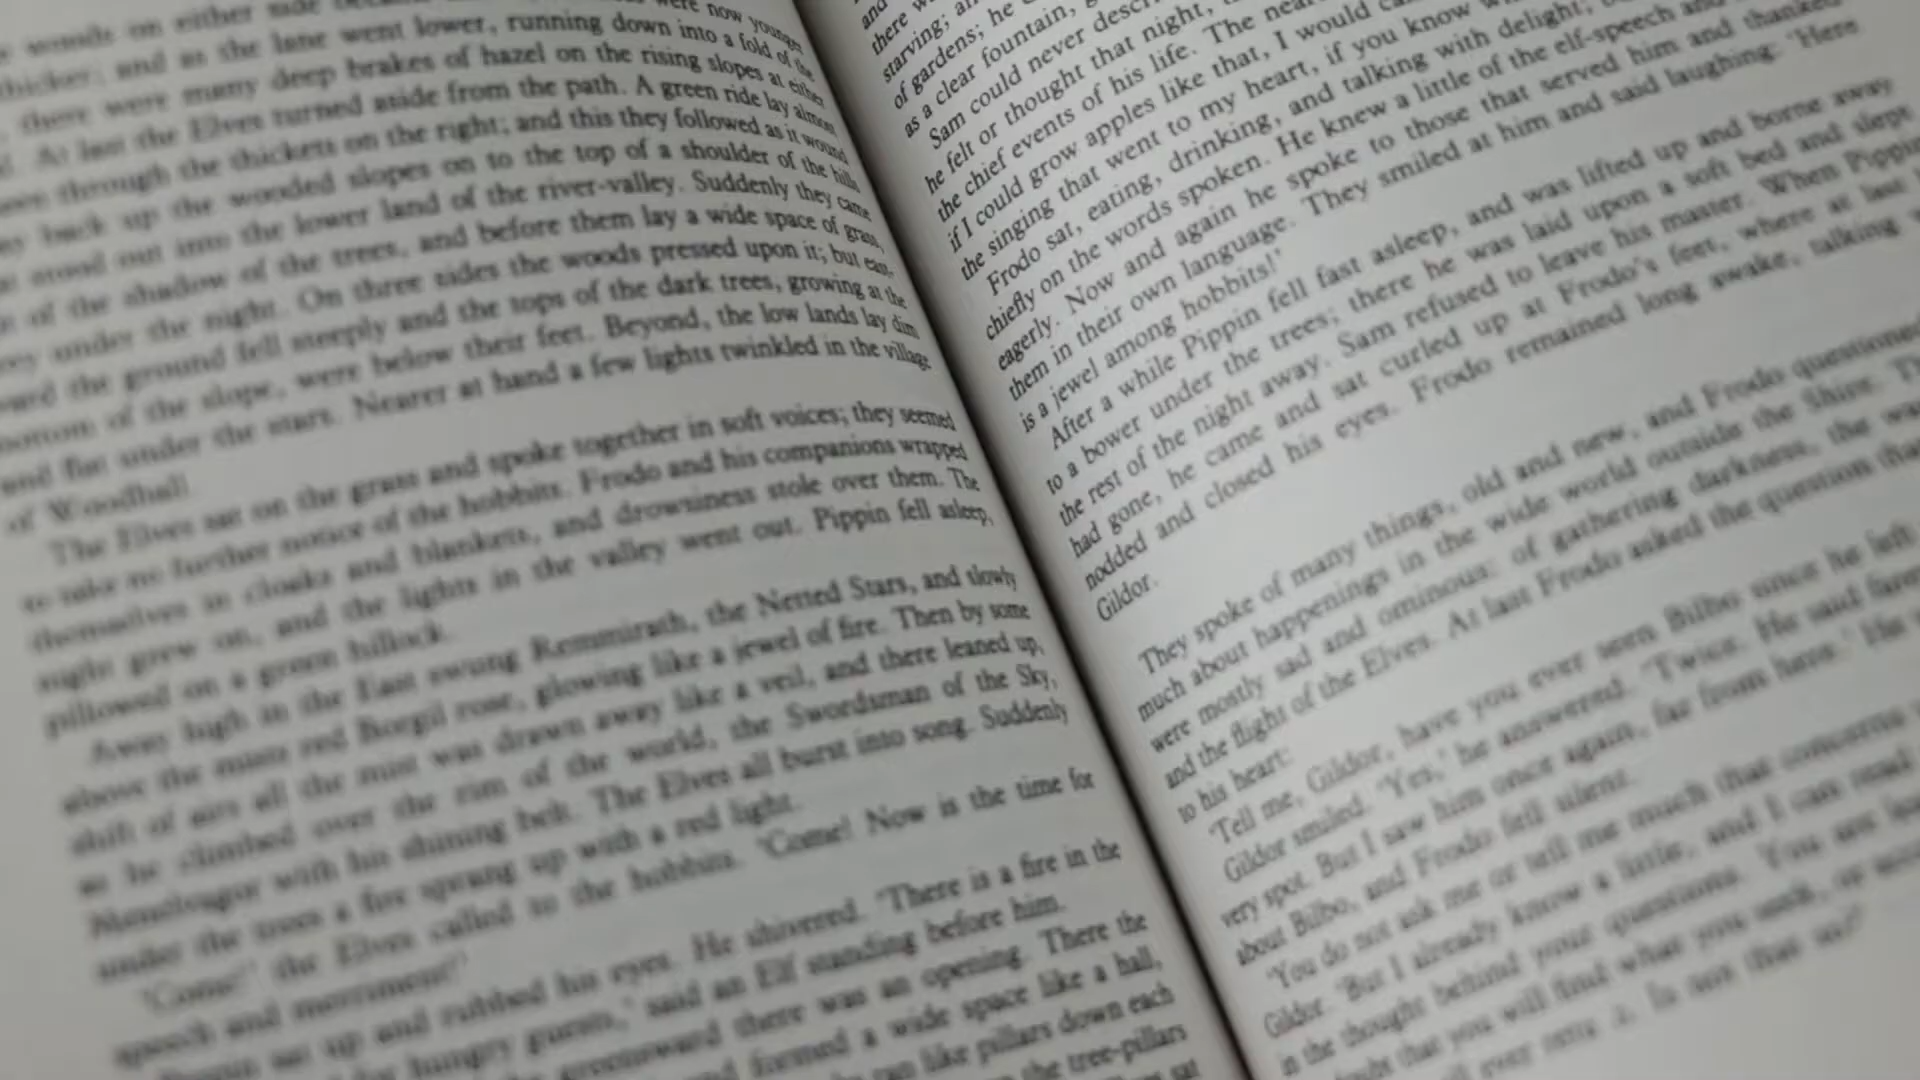 woods on either side became
were now younger
thicker; and as the lane went lower, running down into a fold of the
there were many deep brakes of hazel on the rising slopes at either
At last the Elves turned aside from the path. A green ride lay almost
through the thickets on the right; and this they followed as it wound
back up the wooded slopes on to the top of a shoulder of the hills
stood out into the lower land of the river-valley. Suddenly they came
of the shadow of the trees, and before them lay a wide space of grass,
under the night. On three sides the woods pressed upon it; but east-
ward the ground fell steeply and the tops of the dark trees, growing at the
bottom of the slope, were below their feet. Beyond, the low lands lay dim
and flat under the stars. Nearer at hand a few lights twinkled in the village
of Woodhall.
The Elves sat on the grass and spoke together in soft voices; they seemed
to take no further notice of the hobbits. Frodo and his companions wrapped
themselves in cloaks and blankets, and drowsiness stole over them. The
night grew on, and the lights in the valley went out. Pippin fell asleep,
pillowed on a green hillock.
Away high in the East swung Remmirath, the Netted Stars, and slowly
above the mists red Borgil rose, glowing like a jewel of fire. Then by some
shift of airs all the mist was drawn away like a veil, and there leaned up,
as he climbed over the rim of the world, the Swordsman of the Sky,
Menelvagor with his shining belt. The Elves all burst into song. Suddenly
under the trees a fire sprang up with a red light.
'Come!' the Elves called to the hobbits. 'Come! Now is the time for
speech and merriment!'
Pippin sat up and rubbed his eyes. He shivered. 'There is a fire in the
for hungry guests,' said an Elf standing before him.
greensward there was an opening. There the
formed a wide space like a hall,
ran like pillars down each
the tree-pillars
sat
and
there
starving;
of gardens; he
as a clear fountain,
Sam could never
he felt or thought that night,
the chief events of his life. The
if I could grow apples like that, I would
the singing that went to my heart, if you know
Frodo sat, eating, drinking, and talking with delight;
chiefly on the words spoken. He knew a little of the elf-speech and
eagerly. Now and again he spoke to those that served him and thanked
them in their own language. They smiled at him and said laughing: 'Here
is a jewel among hobbits!'
After a while Pippin fell fast asleep, and was lifted up and borne away
to a bower under the trees; there he was laid upon a soft bed and slept
the rest of the night away. Sam refused to leave his master. When Pippin
had gone, he came and sat curled up at Frodo's feet, where at last
nodded and closed his eyes. Frodo remained long awake, talking
Gildor.
They spoke of many things, old and new, and Frodo questioned
much about happenings in the wide world outside the Shire. The
were mostly sad and ominous: of gathering darkness, the
and the flight of the Elves. At last Frodo asked the question that
to his heart:
'Tell me, Gildor, have you ever seen Bilbo since he left
Gildor smiled. 'Yes,' he answered. 'Twice. He said
very spot. But I saw him once again, far from here.' He
about Bilbo, and Frodo fell silent.
'You do not ask me or tell me much that concerns
Gildor. 'But I already know a little, and I can read
in the thought behind your questions. You are
doubt that you will find what you seek, or
ever Is not that so?'